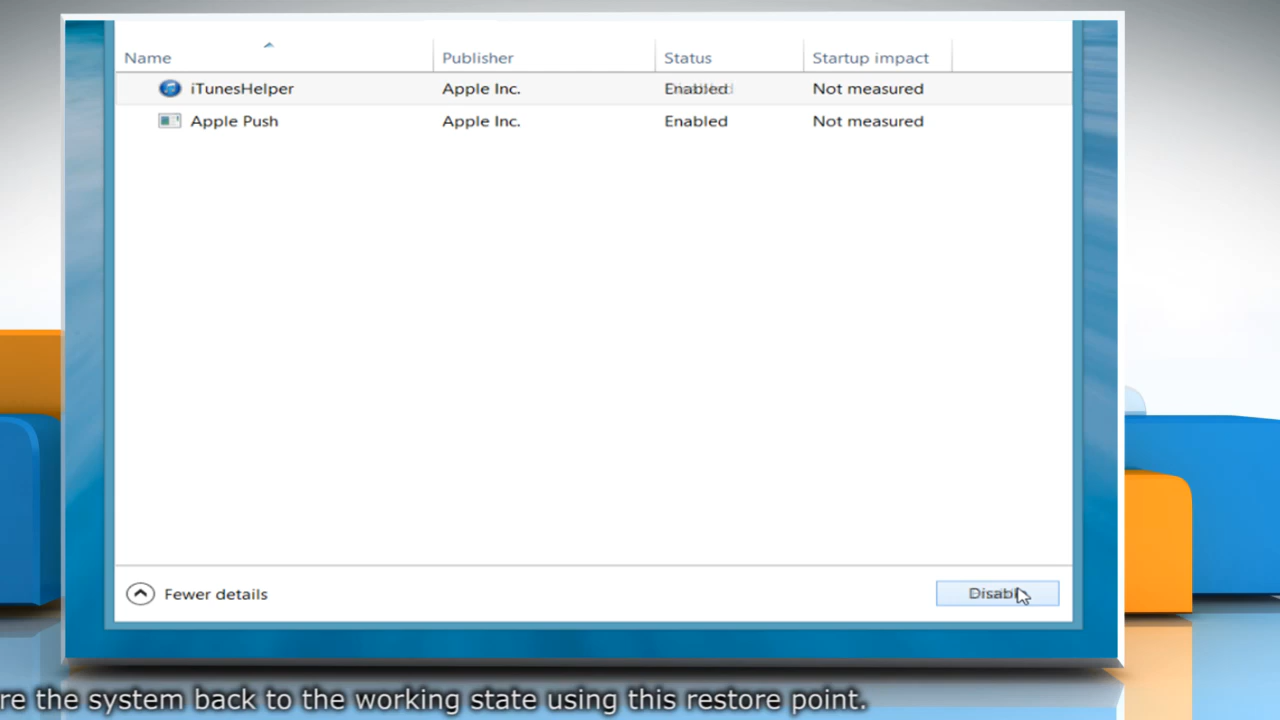 Name Publisher Status Startup impact
iTunesHelper Apple Inc. Enabled Not measured
Apple Push Apple Inc. Enabled Not measured
Fewer details
re the system back to the working state using this restore point.